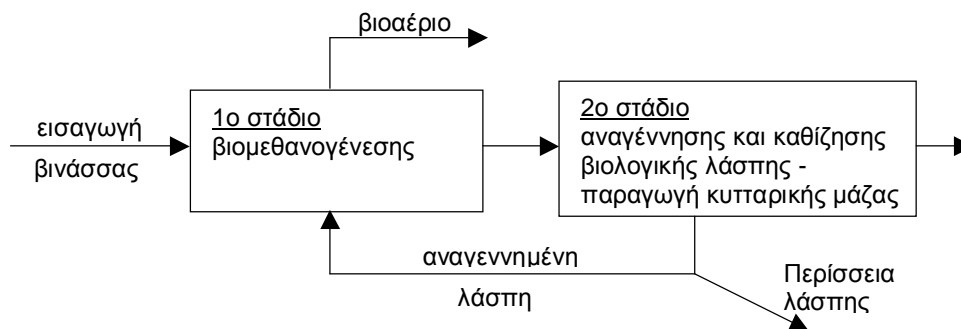 βιοαέριο
εισαγωγή
βινάσσας
1ο στάδιο
βιομεθανογένεσης
2ο στάδιο
αναγέννησης και καθίζησης
βιολογικής λάσπης -
παραγωγή κυτταρικής μάζας
αναγεννημένη
λάσπη
Περίσσεια
λάσπης